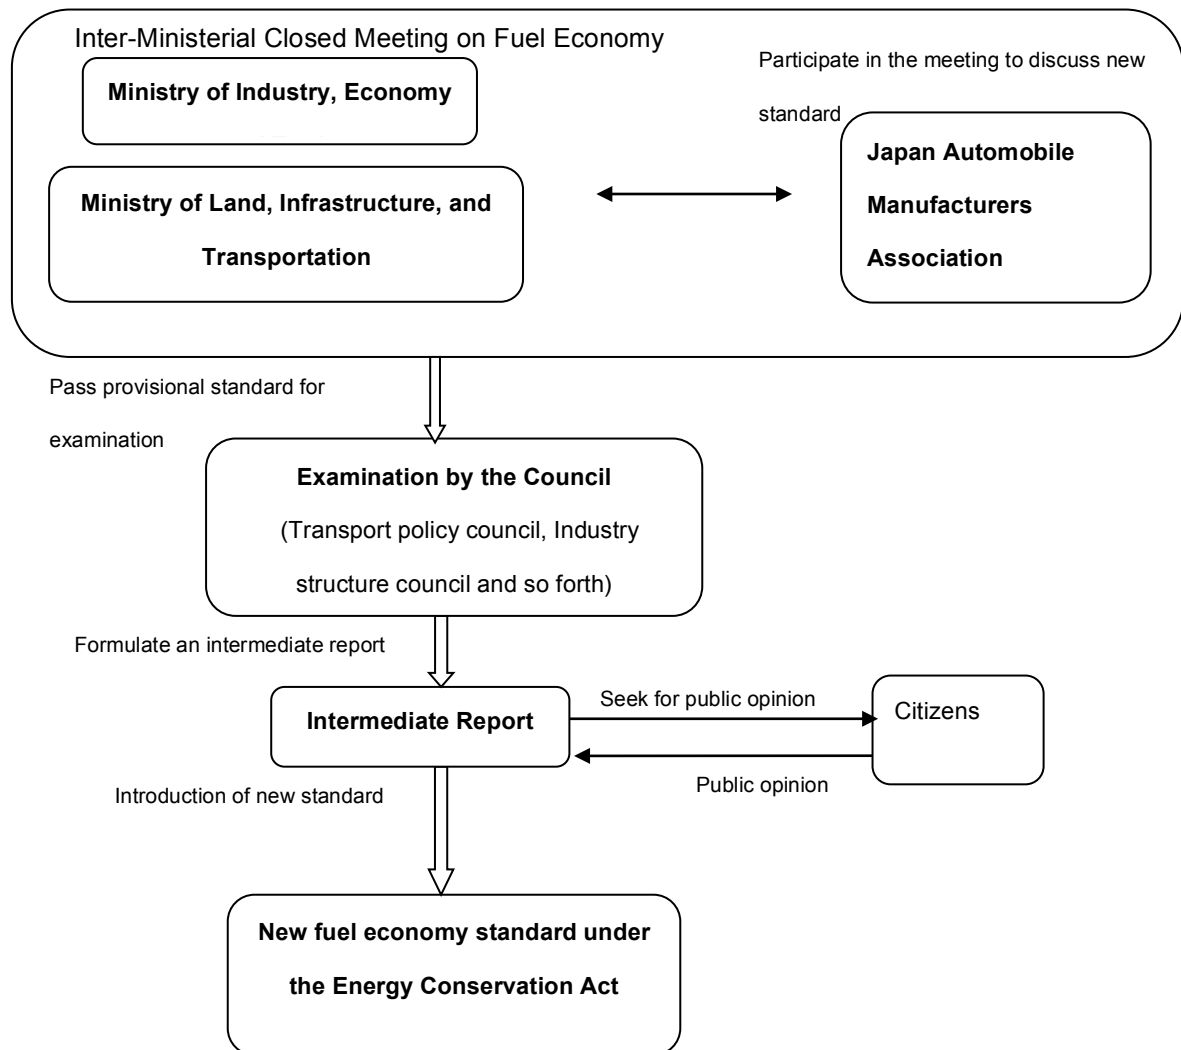 Inter-Ministerial Closed Meeting on Fuel Economy
Participate in the meeting to discuss new
standard
Ministry of Industry, Economy
Ministry of Land, Infrastructure, and
Transportation
Japan Automobile
Manufacturers
Association
Pass provisional standard for
examination
Examination by the Council
(Transport policy council, Industry
structure council and so forth)
Formulate an intermediate report
Intermediate Report
Seek for public opinion
Citizens
Public opinion
Introduction of new standard
New fuel economy standard under
the Energy Conservation Act